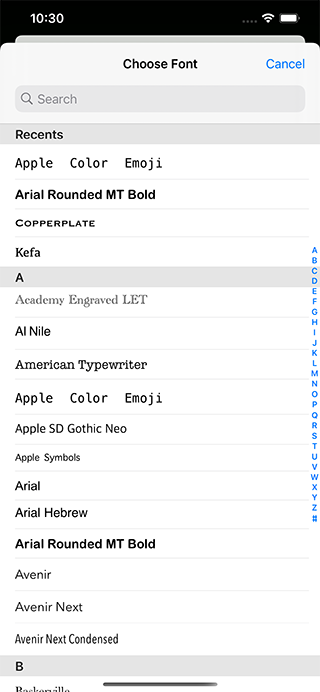 10:30
Choose Font
Cancel
Search
Recents
Apple Color Emoji
Arial Rounded MT Bold
COPPERPLATE
Kefa
A
Academy Engraved LET
Al Nile
American Typewriter
Apple Color Emoji
Apple SD Gothic Neo
Apple Symbols
Arial
Arial Hebrew
Arial Rounded MT Bold
Avenir
Avenir Next
Avenir Next Condensed
B
Baskerville
A
B
C
D
E
F
G
H
I
J
K
L
M
N
O
P
Q
R
S
T
U
V
W
X
Y
Z
#